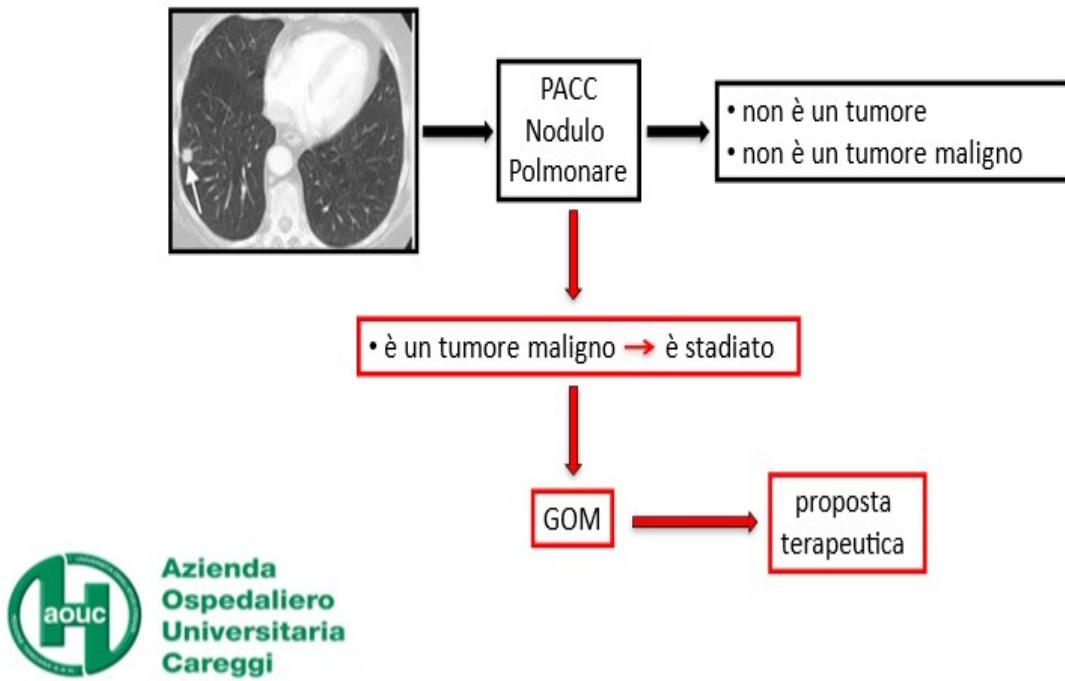 PACC
Nodulo
Polmonare
• non è un tumore
• non è un tumore maligno
• è un tumore maligno → è stadiato
GOM
proposta
terapeutica
aouc
Azienda
Ospedaliero
Universitaria
Careggi